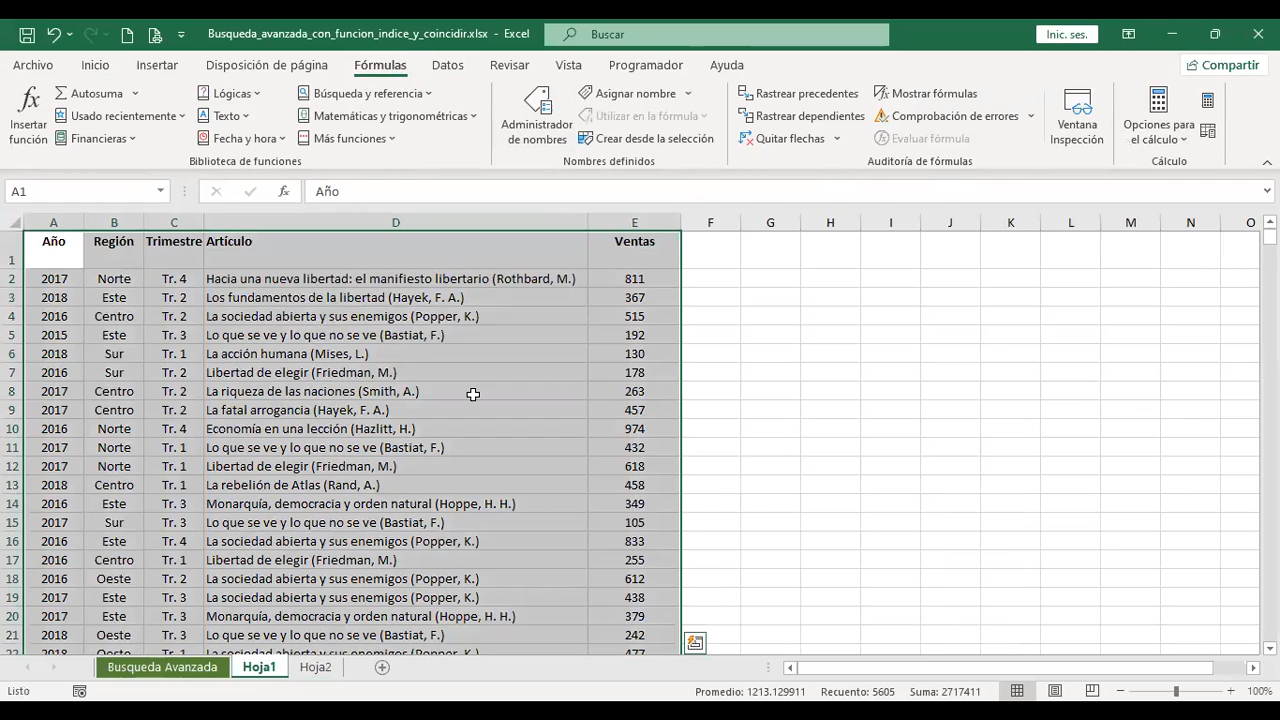 Busqueda_avanzada_con_funcion_indice_y_coincidir.xlsx - Excel
Buscar
Inic. ses.
Archivo Inicio Insertar Disposición de página Fórmulas Datos Revisar Vista Programador Ayuda
Compartir
Insertar función
Autosuma
Usado recientemente
Financieras
Lógicas
Texto
Fecha y hora
Búsqueda y referencia
Matemáticas y trigonométricas
Más funciones
Biblioteca de funciones
Administrador de nombres
Asignar nombre
Utilizar en la fórmula
Crear desde la selección
Nombres definidos
Rastrear precedentes
Rastrear dependientes
Quitar flechas
Mostrar fórmulas
Comprobación de errores
Evaluar fórmula
Auditoría de fórmulas
Ventana Inspección
Opciones para el cálculo
Cálculo
A1
fx
Año
A B C D E F G H I J K L M N O
1 Año Región Trimestre Artículo Ventas
2 2017 Norte Tr. 4 Hacia una nueva libertad: el manifiesto libertario (Rothbard, M.) 811
3 2018 Este Tr. 2 Los fundamentos de la libertad (Hayek, F. A.) 367
4 2016 Centro Tr. 2 La sociedad abierta y sus enemigos (Popper, K.) 515
5 2015 Este Tr. 3 Lo que se ve y lo que no se ve (Bastiat, F.) 192
6 2018 Sur Tr. 1 La acción humana (Mises, L.) 130
7 2016 Sur Tr. 2 Libertad de elegir (Friedman, M.) 178
8 2017 Centro Tr. 2 La riqueza de las naciones (Smith, A.) 263
9 2017 Centro Tr. 2 La fatal arrogancia (Hayek, F. A.) 457
10 2016 Norte Tr. 4 Economía en una lección (Hazlitt, H.) 974
11 2017 Norte Tr. 1 Lo que se ve y lo que no se ve (Bastiat, F.) 432
12 2017 Norte Tr. 1 Libertad de elegir (Friedman, M.) 618
13 2018 Centro Tr. 1 La rebelión de Atlas (Rand, A.) 458
14 2016 Este Tr. 3 Monarquía, democracia y orden natural (Hoppe, H. H.) 349
15 2017 Sur Tr. 3 Lo que se ve y lo que no se ve (Bastiat, F.) 105
16 2016 Este Tr. 4 La sociedad abierta y sus enemigos (Popper, K.) 833
17 2016 Centro Tr. 1 Libertad de elegir (Friedman, M.) 255
18 2016 Oeste Tr. 2 La sociedad abierta y sus enemigos (Popper, K.) 612
19 2017 Este Tr. 3 La sociedad abierta y sus enemigos (Popper, K.) 438
20 2017 Este Tr. 3 Monarquía, democracia y orden natural (Hoppe, H. H.) 379
21 2018 Oeste Tr. 3 Lo que se ve y lo que no se ve (Bastiat, F.) 242
22 2018 Oeste Tr. 1 La sociedad abierta y sus enemigos (Popper, K.) 477
Busqueda Avanzada Hoja1 Hoja2
Listo
Promedio: 1213.129911 Recuento: 5605 Suma: 2717411
100%